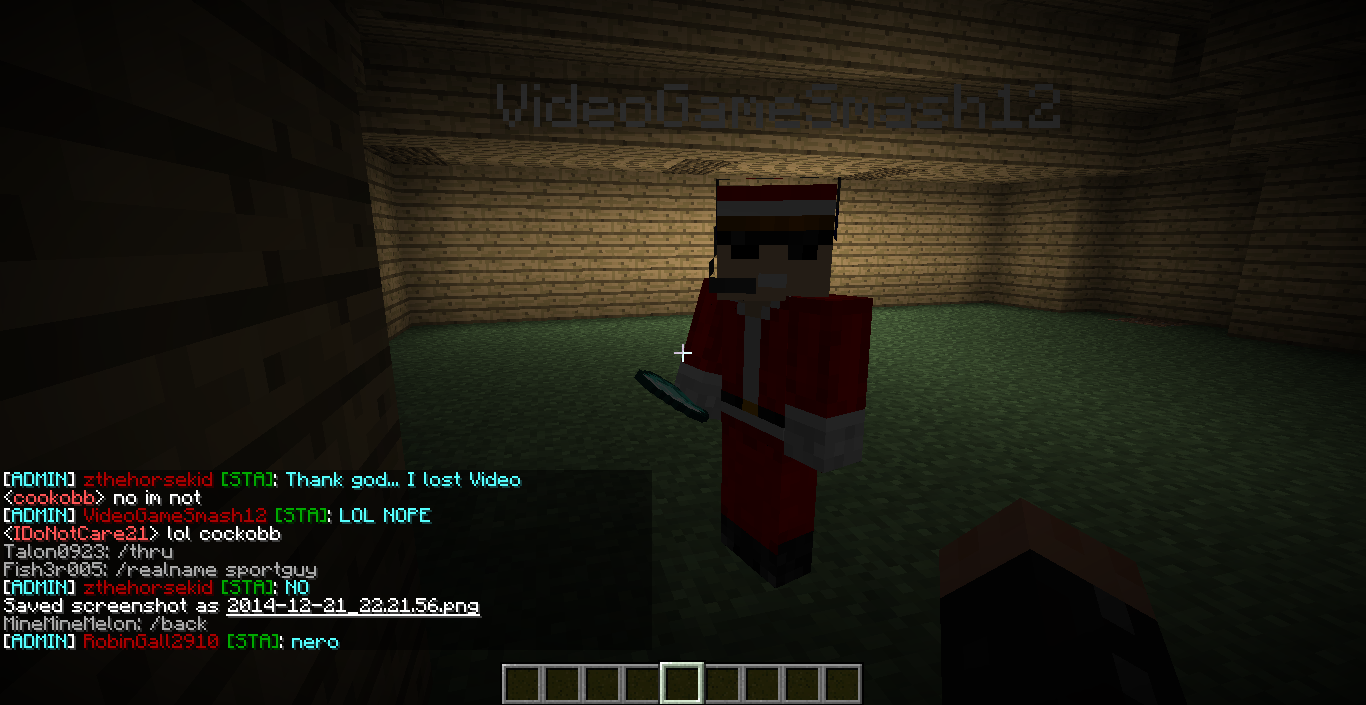 VideoGameSmash12
[ADMIN] zthehorsekid [STA]: Thank god... I lost Video
<cookobb> no im not
[ADMIN] VideoGameSmash12 [STA]: LOL NOPE
<IDoNotCare21> lol cockobb
Talon0923: /thru
Fish3r005: /realname sportguy
[ADMIN] zthehorsekid [STA]: NO
Saved screenshot as 2014-12-21_22.21.56.png
MineMineMelon: /back
[ADMIN] RobinGall2910 [STA]: nero